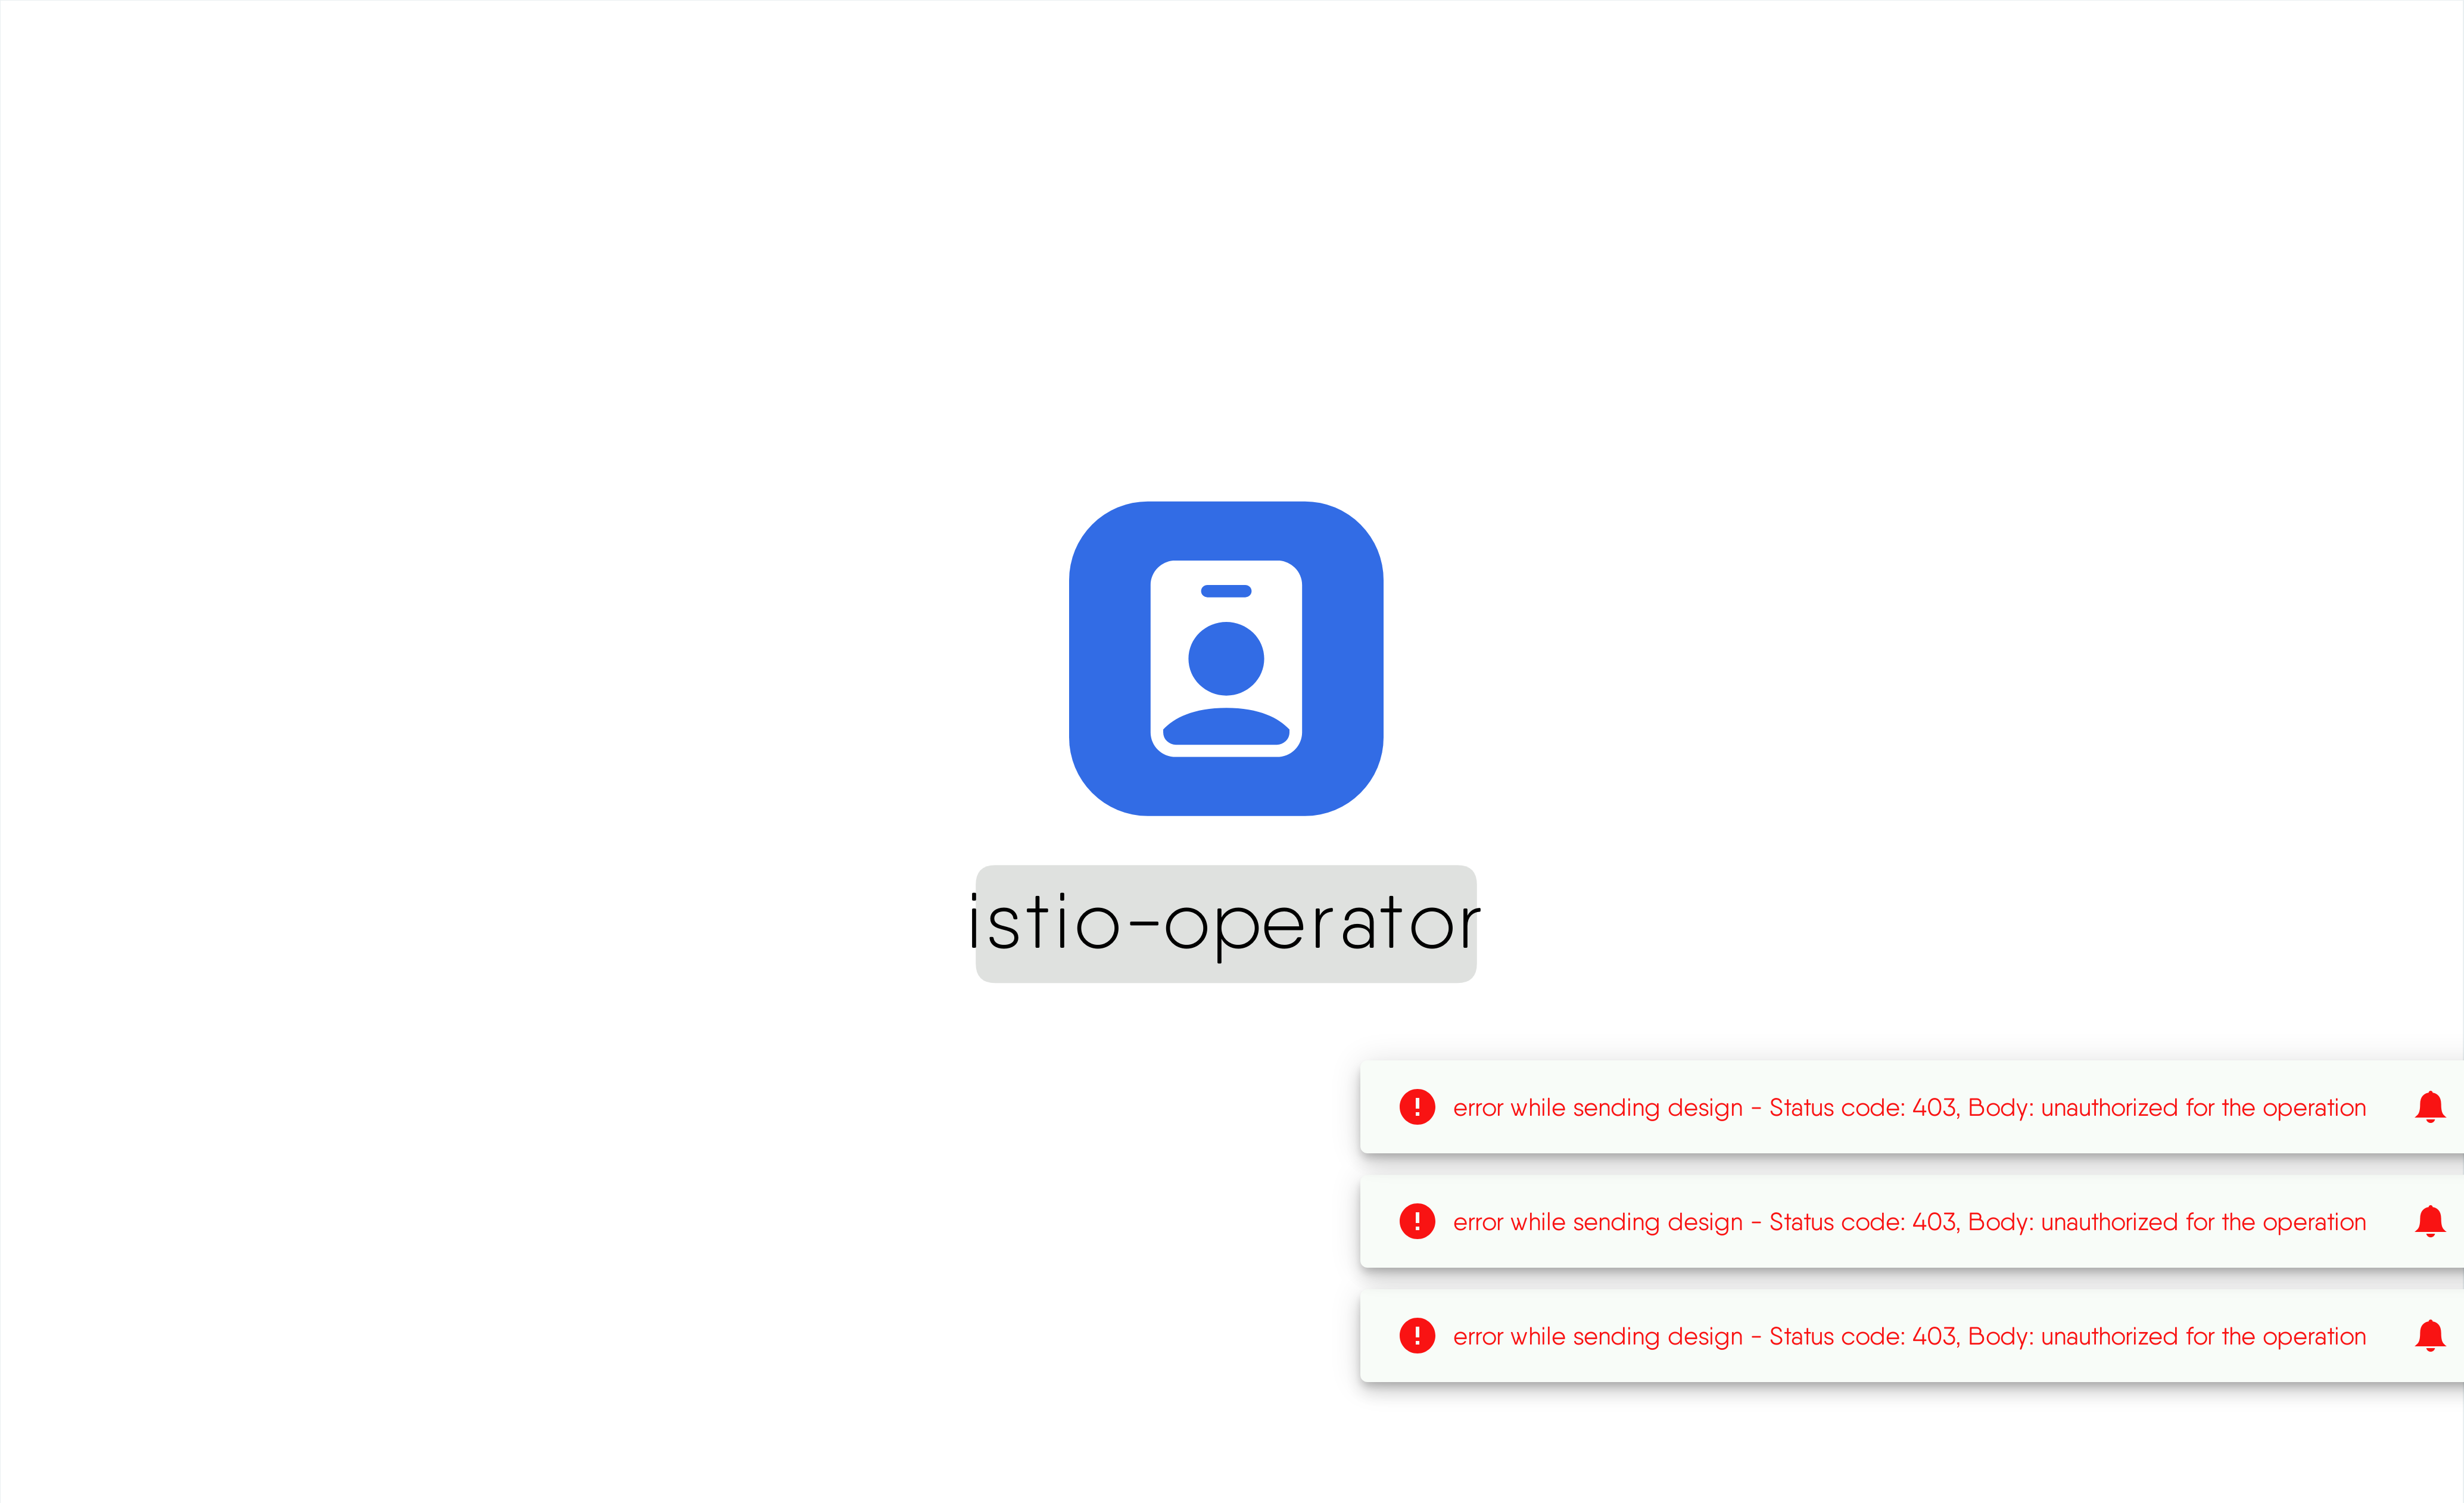 istio-operator
error while sending design - Status code: 403, Body: unauthorized for the operation
error while sending design - Status code: 403, Body: unauthorized for the operation
error while sending design - Status code: 403, Body: unauthorized for the operation